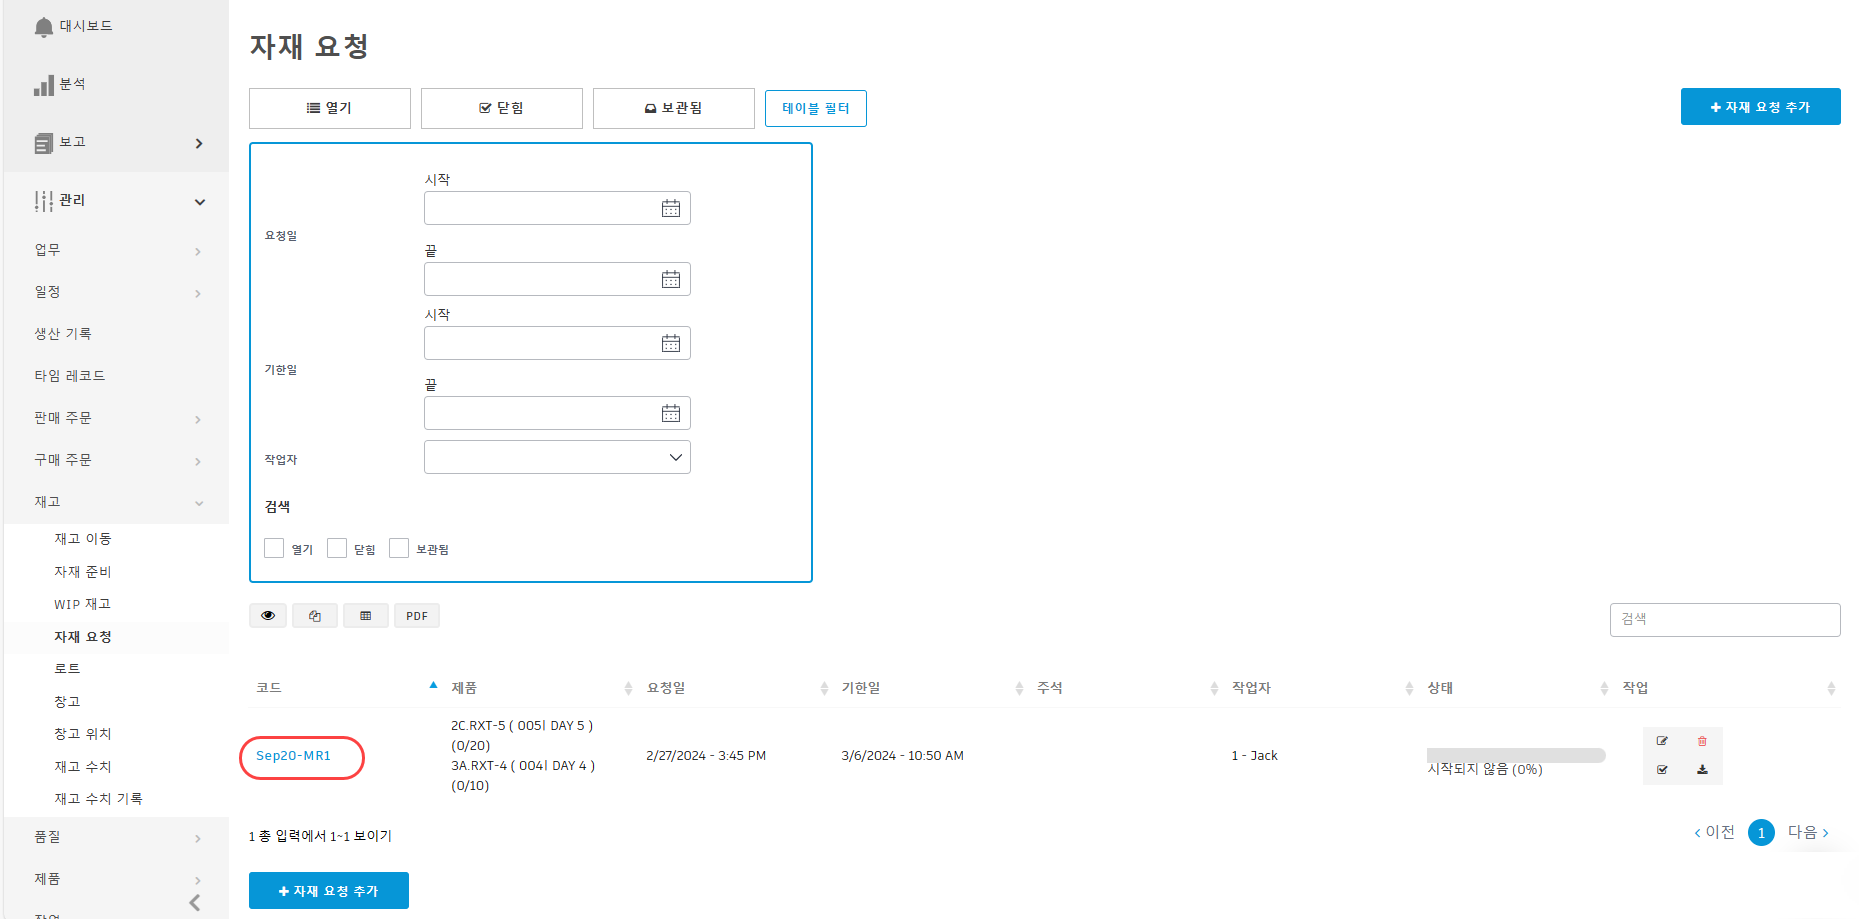 대시보드
분석
보고
관리
업무
일정
생산 기록
타임 레코드
판매 주문
구매 주문
재고
재고 이동
자재 준비
WIP 재고
자재 요청
로트
창고
창고 위치
재고 수치
재고 수치 기록
품질
제품
자재 요청
열기
닫힘
보관됨
테이블 필터
자재 요청 추가
요청일
시작
끝
기한일
시작
끝
작업자
검색
열기 닫힘 보관됨
PDF
검색
코드 제품 요청일 기한일 주석 작업자 상태 작업
Sep20-MR1
2C.RXT-5 ( 005| DAY 5 )
(0/20)
3A.RXT-4 ( 004| DAY 4 )
(0/10)
2/27/2024 - 3:45 PM
3/6/2024 - 10:50 AM
1 - Jack
시작되지 않음 (0%)
1 총 입력에서 1~1 보이기
이전 1 다음
자재 요청 추가